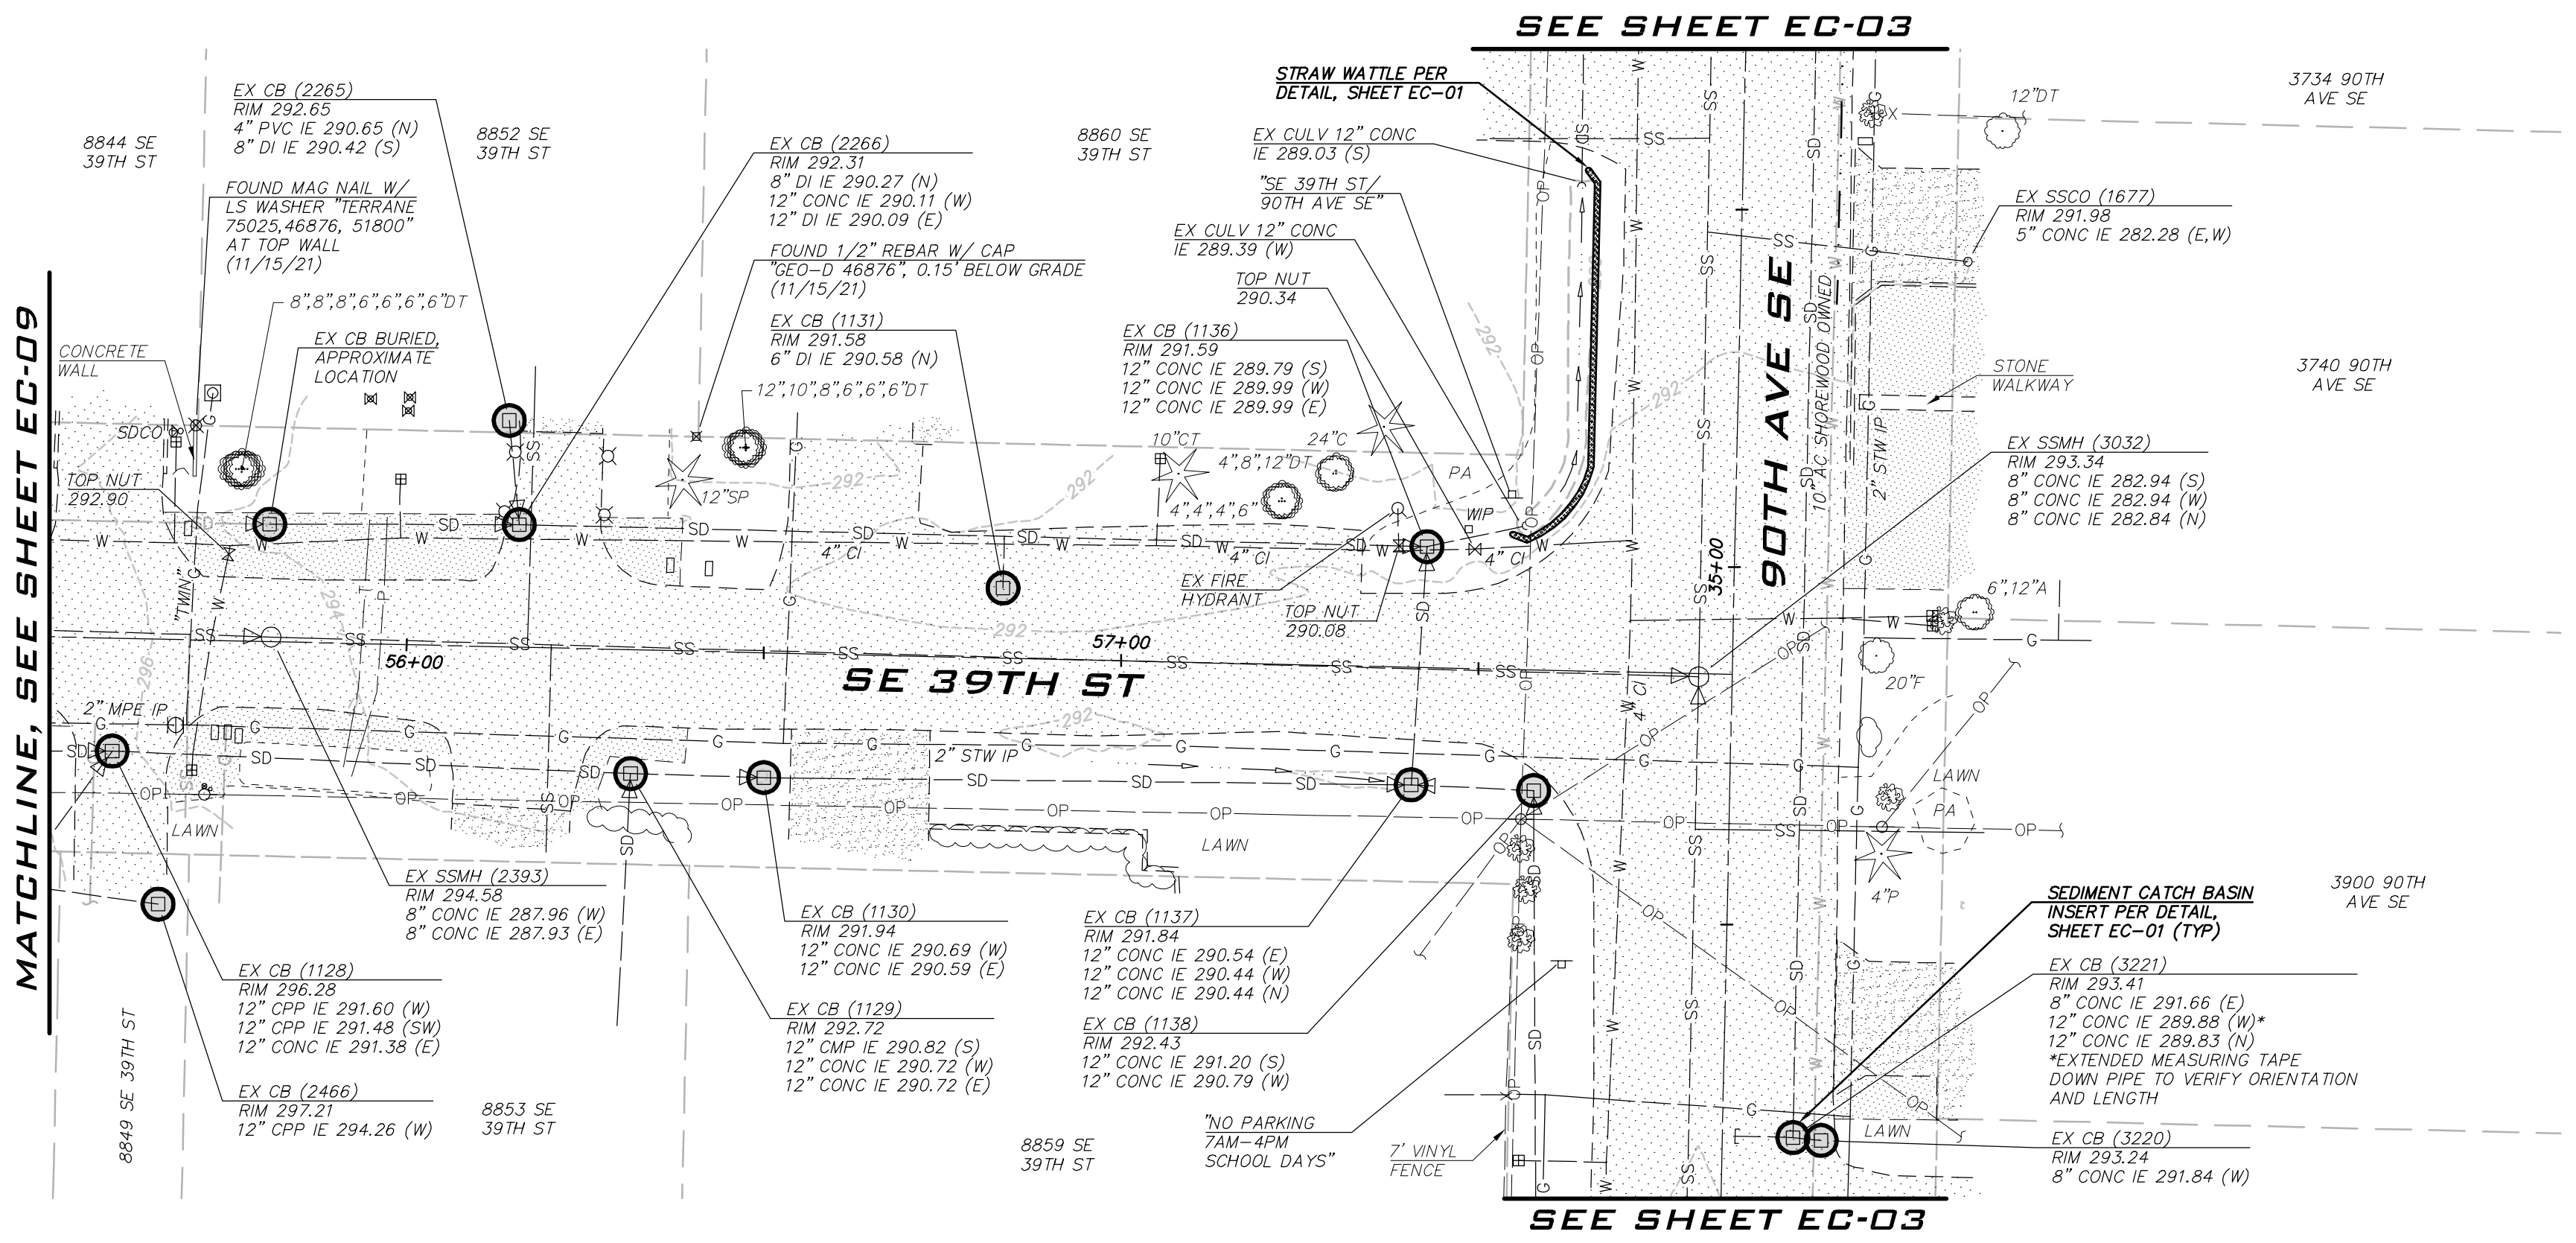 SEE SHEET EC-03
STRAW WATTLE PER
DETAIL, SHEET EC-01
EX CB (2265)
RIM 292.65
4" PVC IE 290.65 (N)
8" DI IE 290.42 (S)
8844 SE
39TH ST
8852 SE
39TH ST
EX CB (2266)
RIM 292.31
8" DI IE 290.27 (N)
12" CONC IE 290.11 (W)
12" DI IE 290.09 (E)
8860 SE
39TH ST
EX CULV 12" CONC
IE 289.03 (S)
12"DT
3734 90TH
AVE SE
FOUND MAG NAIL W/
LS WASHER "TERRANE
75025,46876, 51800"
AT TOP WALL
(11/15/21)
"SE 39TH ST/
90TH AVE SE"
EX SSCO (1677)
RIM 291.98
5" CONC IE 282.28 (E,W)
FOUND 1/2" REBAR W/ CAP
"GEO-D 46876", 0.15' BELOW GRADE
(11/15/21)
EX CULV 12" CONC
IE 289.39 (W)
TOP NUT
290.34
8",8",8",6",6",6",6"DT
EX CB BURIED,
APPROXIMATE
LOCATION
EX CB (1131)
RIM 291.58
6" DI IE 290.58 (N)
EX CB (1136)
RIM 291.59
12" CONC IE 289.79 (S)
12" CONC IE 289.99 (W)
12" CONC IE 289.99 (E)
CONCRETE
WALL
12",10",8",6",6",6"DT
STONE
WALKWAY
3740 90TH
AVE SE
MATCHLINE, SEE SHEET EC-09
90TH AVE SE
10" AC SHOREWOOD OWNED
2" STW IP
35+00
SDCO
TOP NUT
292.90
12"SP
10"CT
24"C
4",8",12"DT
4",4",4",6"
PA
WIP
292
292
292
292
292
292
294
296
EX SSMH (3032)
RIM 293.34
8" CONC IE 282.94 (S)
8" CONC IE 282.94 (W)
8" CONC IE 282.84 (N)
4" CI
4" CI
4" CI
4" CI
"TWIN"
EX FIRE
HYDRANT
TOP NUT
290.08
6",12"A
20"F
56+00
57+00
SE 39TH ST
2" MPE IP
2" STW IP
LAWN
LAWN
LAWN
PA
4"P
EX SSMH (2393)
RIM 294.58
8" CONC IE 287.96 (W)
8" CONC IE 287.93 (E)
EX CB (1130)
RIM 291.94
12" CONC IE 290.69 (W)
12" CONC IE 290.59 (E)
EX CB (1137)
RIM 291.84
12" CONC IE 290.54 (E)
12" CONC IE 290.44 (W)
12" CONC IE 290.44 (N)
SEDIMENT CATCH BASIN
INSERT PER DETAIL,
SHEET EC-01 (TYP)
3900 90TH
AVE SE
EX CB (1128)
RIM 296.28
12" CPP IE 291.60 (W)
12" CPP IE 291.48 (SW)
12" CONC IE 291.38 (E)
EX CB (1129)
RIM 292.72
12" CMP IE 290.82 (S)
12" CONC IE 290.72 (W)
12" CONC IE 290.72 (E)
EX CB (1138)
RIM 292.43
12" CONC IE 291.20 (S)
12" CONC IE 290.79 (W)
EX CB (3221)
RIM 293.41
8" CONC IE 291.66 (E)
12" CONC IE 289.88 (W)*
12" CONC IE 289.83 (N)
*EXTENDED MEASURING TAPE
DOWN PIPE TO VERIFY ORIENTATION
AND LENGTH
EX CB (2466)
RIM 297.21
12" CPP IE 294.26 (W)
8849 SE 39TH ST
8853 SE
39TH ST
8859 SE
39TH ST
"NO PARKING
7AM-4PM
SCHOOL DAYS"
7' VINYL
FENCE
LAWN
EX CB (3220)
RIM 293.24
8" CONC IE 291.84 (W)
SEE SHEET EC-03